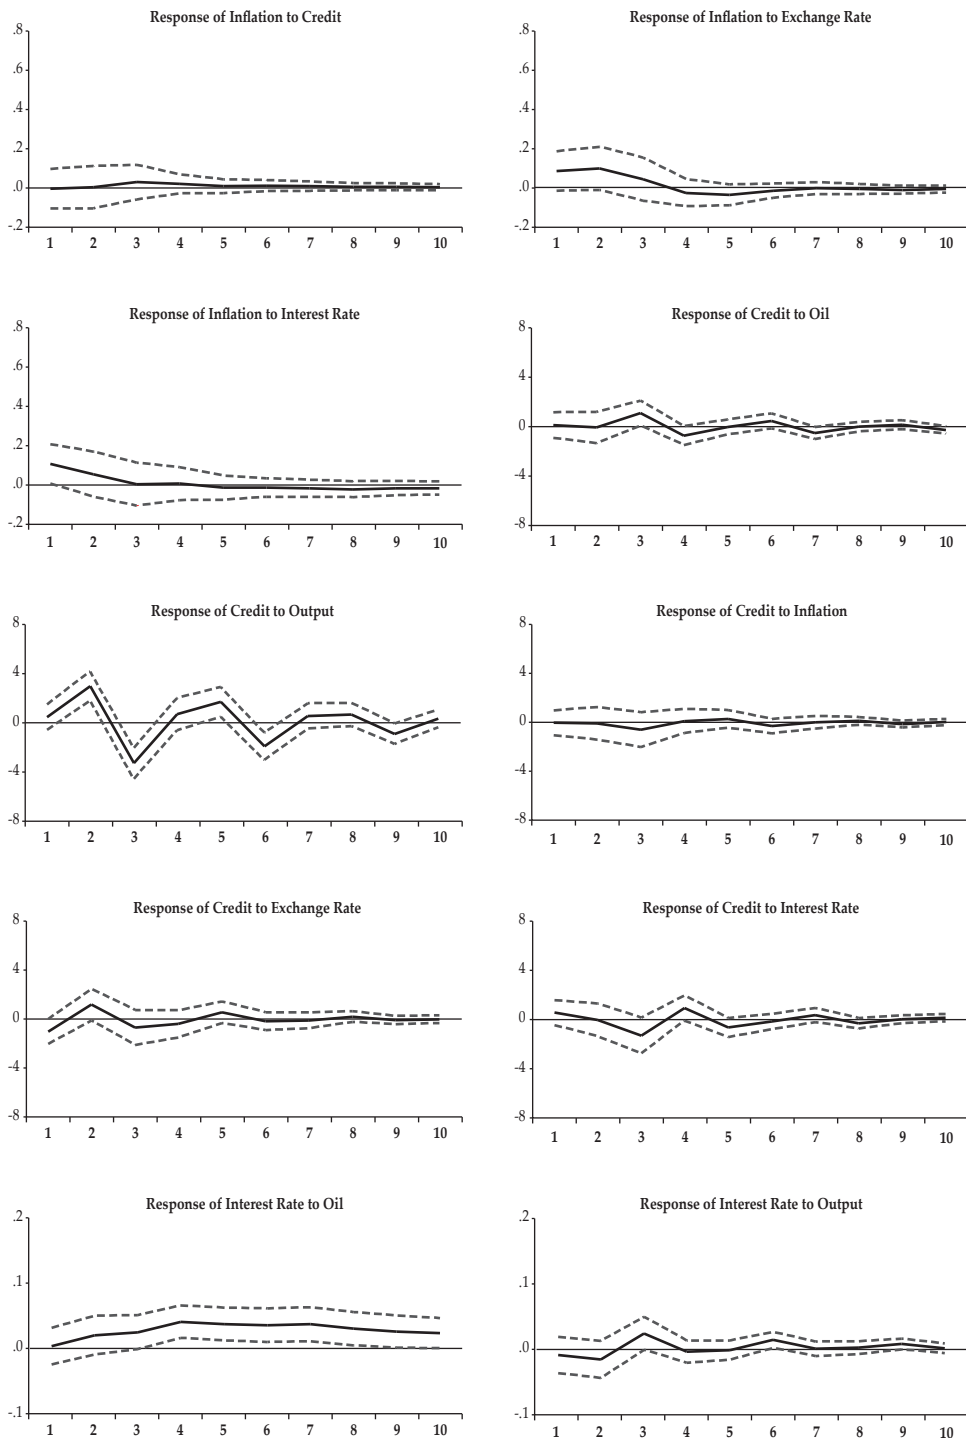 Response of Inflation to Credit
.8
.6
.4
.2
.0
-.2
1 2 3 4 5 6 7 8 9 10
Response of Inflation to Exchange Rate
.8
.6
.4
.2
.0
-.2
1 2 3 4 5 6 7 8 9 10
Response of Inflation to Interest Rate
.8
.6
.4
.2
.0
-.2
1 2 3 4 5 6 7 8 9 10
Response of Credit to Oil
8
4
0
-4
-8
1 2 3 4 5 6 7 8 9 10
Response of Credit to Output
8
4
0
-4
-8
1 2 3 4 5 6 7 8 9 10
Response of Credit to Inflation
8
4
0
-4
-8
1 2 3 4 5 6 7 8 9 10
Response of Credit to Exchange Rate
8
4
0
-4
-8
1 2 3 4 5 6 7 8 9 10
Response of Credit to Interest Rate
8
4
0
-4
-8
1 2 3 4 5 6 7 8 9 10
Response of Interest Rate to Oil
.2
.1
.0
-.1
1 2 3 4 5 6 7 8 9 10
Response of Interest Rate to Output
.2
.1
.0
-.1
1 2 3 4 5 6 7 8 9 10